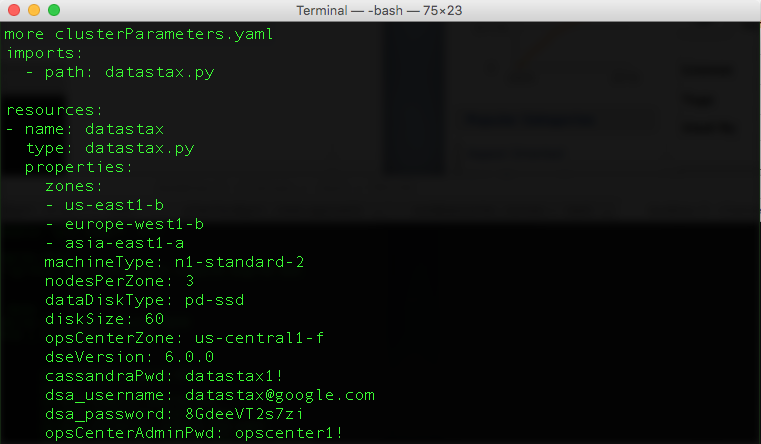 Terminal — -bash — 75×23
more clusterParameters.yaml
imports:
  - path: datastax.py

resources:
- name: datastax
  type: datastax.py
  properties:
    zones:
    - us-east1-b
    - europe-west1-b
    - asia-east1-a
    machineType: n1-standard-2
    nodesPerZone: 3
    dataDiskType: pd-ssd
    diskSize: 60
    opsCenterZone: us-central1-f
    dseVersion: 6.0.0
    cassandraPwd: datastax1!
    dsa_username: datastax@google.com
    dsa_password: 8GdeeVT2s7zi
    opsCenterAdminPwd: opscenter1!